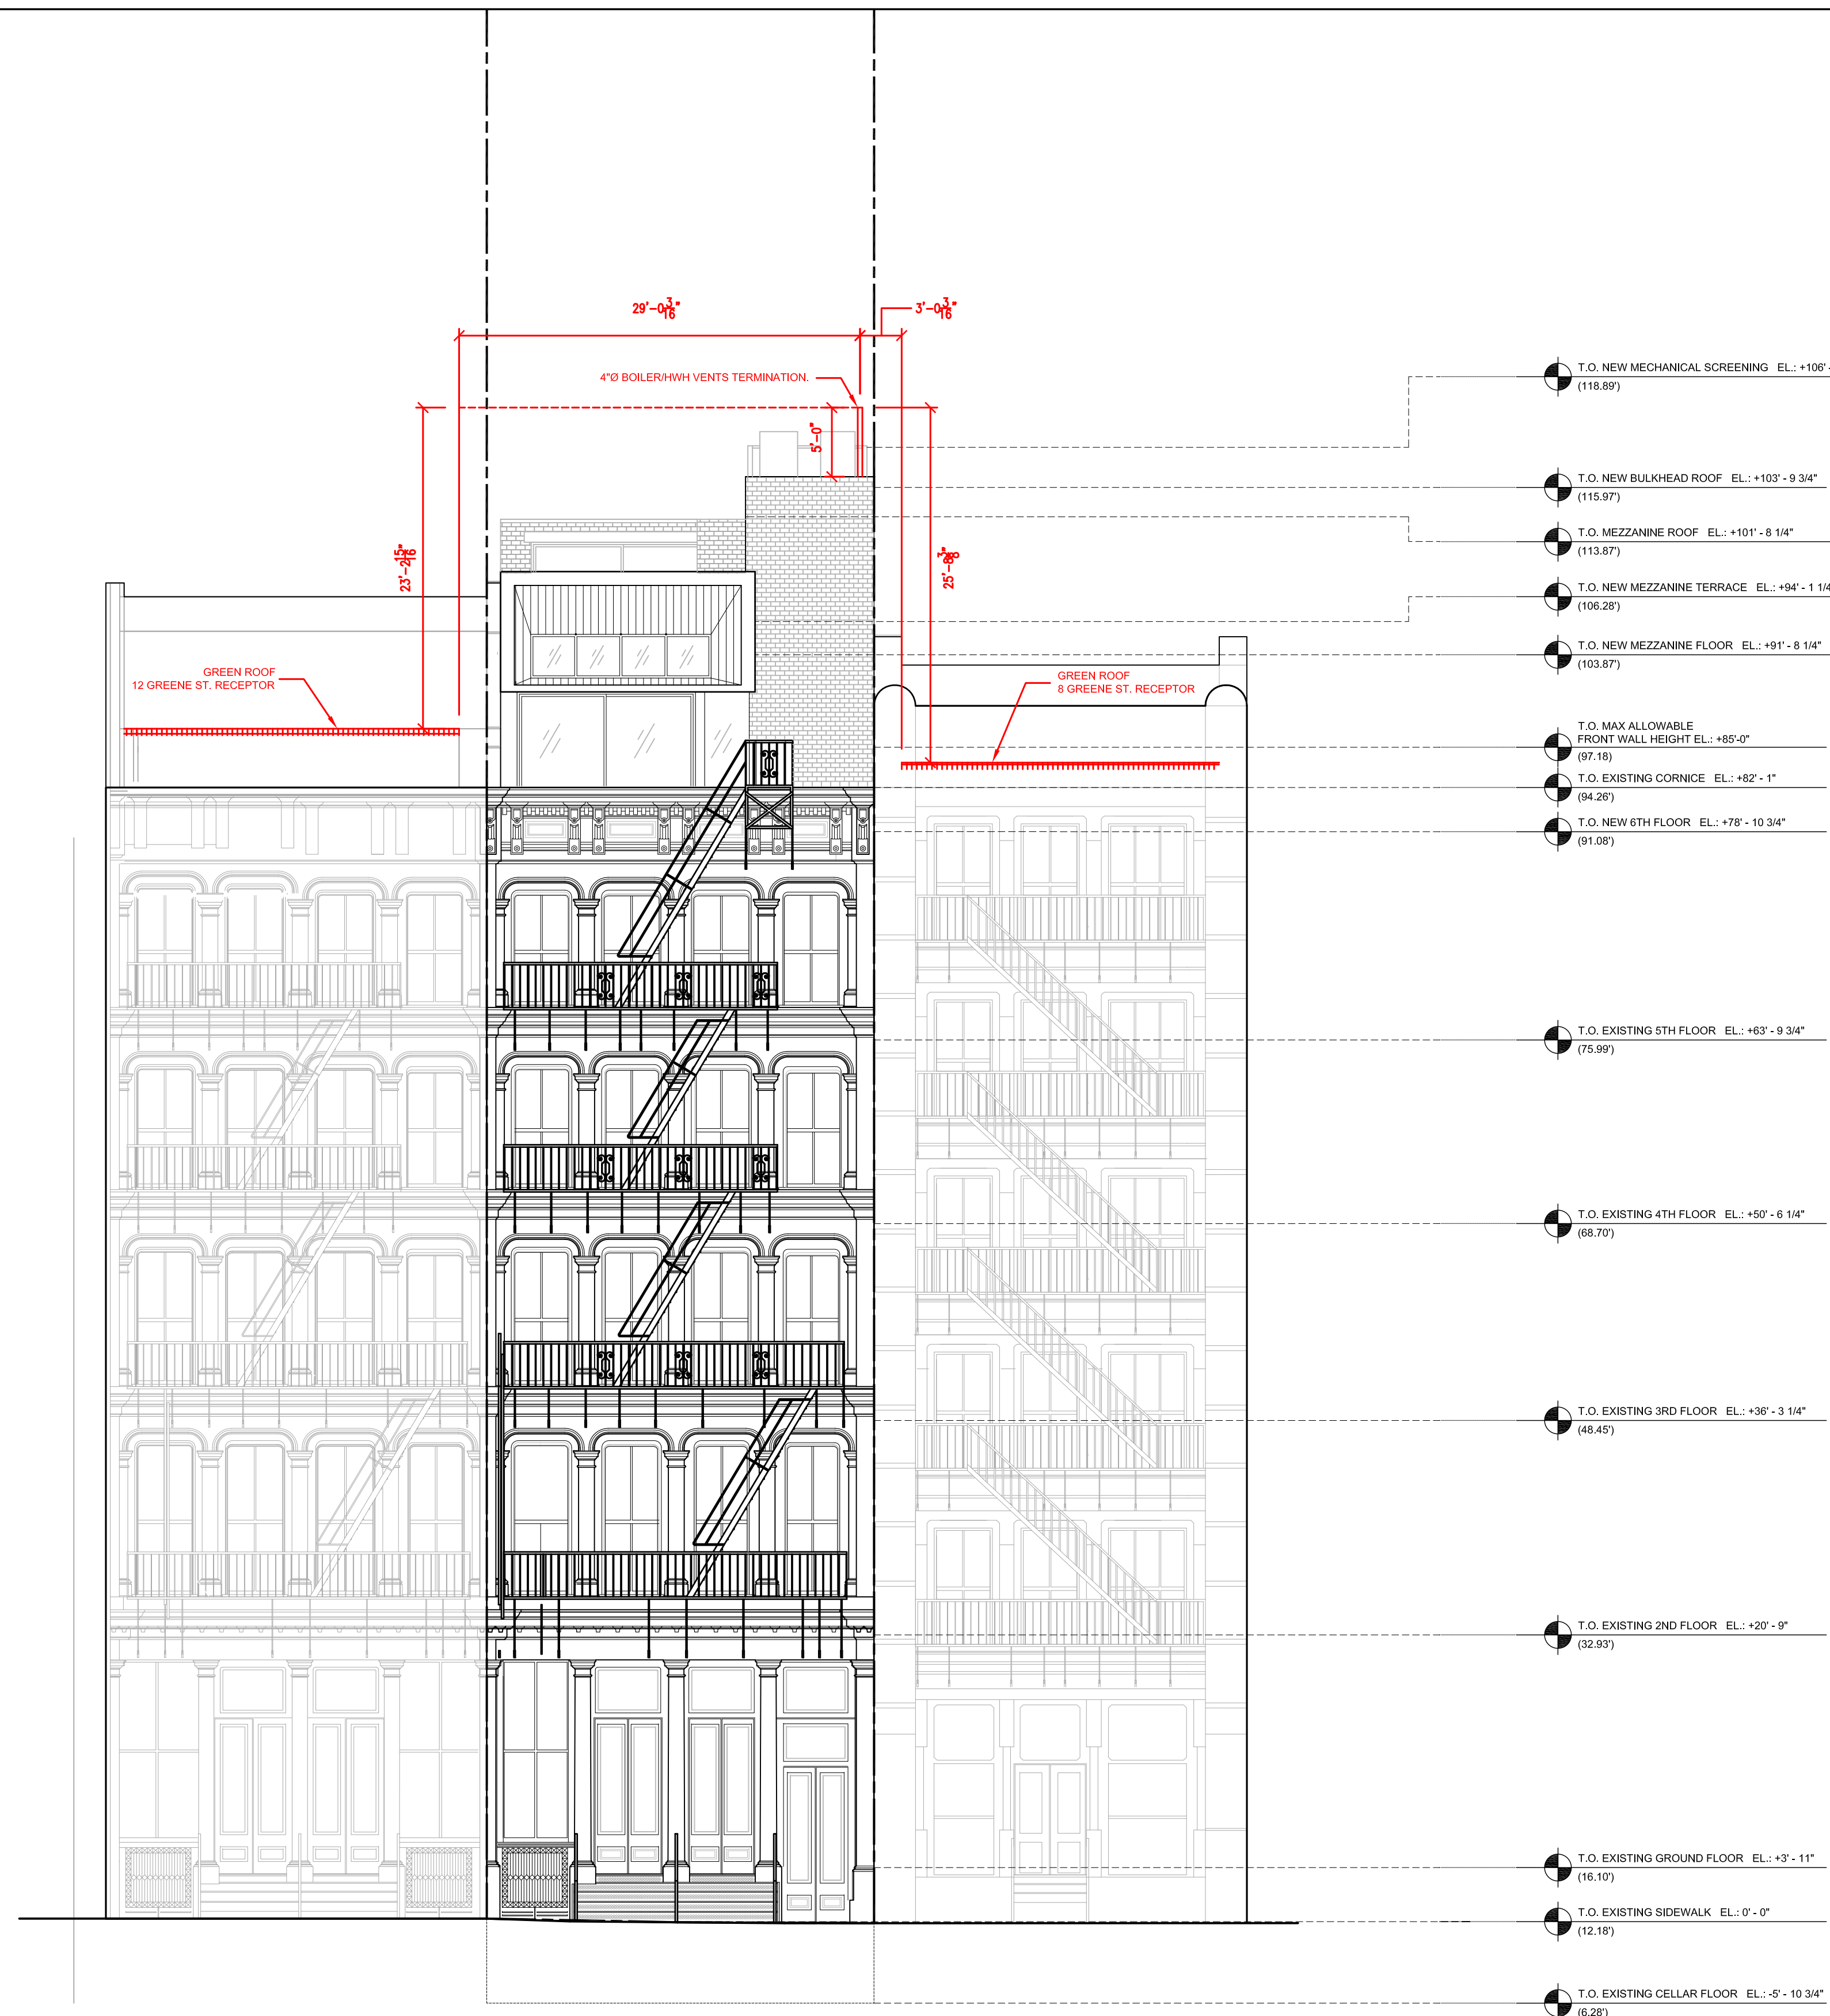 29'-0 3/16"
3'-0 3/16"
4"Ø BOILER/HWH VENTS TERMINATION.
5'-0"
23'-2 15/16"
25'-8 3/8"
GREEN ROOF
12 GREENE ST. RECEPTOR
GREEN ROOF
8 GREENE ST. RECEPTOR
T.O. NEW MECHANICAL SCREENING EL.: +106' -
(118.89')
T.O. NEW BULKHEAD ROOF EL.: +103' - 9 3/4"
(115.97')
T.O. MEZZANINE ROOF EL.: +101' - 8 1/4"
(113.87')
T.O. NEW MEZZANINE TERRACE EL.: +94' - 1 1/4
(106.28')
T.O. NEW MEZZANINE FLOOR EL.: +91' - 8 1/4"
(103.87')
T.O. MAX ALLOWABLE
FRONT WALL HEIGHT EL.: +85'-0"
(97.18)
T.O. EXISTING CORNICE EL.: +82' - 1"
(94.26')
T.O. NEW 6TH FLOOR EL.: +78' - 10 3/4"
(91.08')
T.O. EXISTING 5TH FLOOR EL.: +63' - 9 3/4"
(75.99')
T.O. EXISTING 4TH FLOOR EL.: +50' - 6 1/4"
(68.70')
T.O. EXISTING 3RD FLOOR EL.: +36' - 3 1/4"
(48.45')
T.O. EXISTING 2ND FLOOR EL.: +20' - 9"
(32.93')
T.O. EXISTING GROUND FLOOR EL.: +3' - 11"
(16.10')
T.O. EXISTING SIDEWALK EL.: 0' - 0"
(12.18')
T.O. EXISTING CELLAR FLOOR EL.: -5' - 10 3/4"
(6.28')